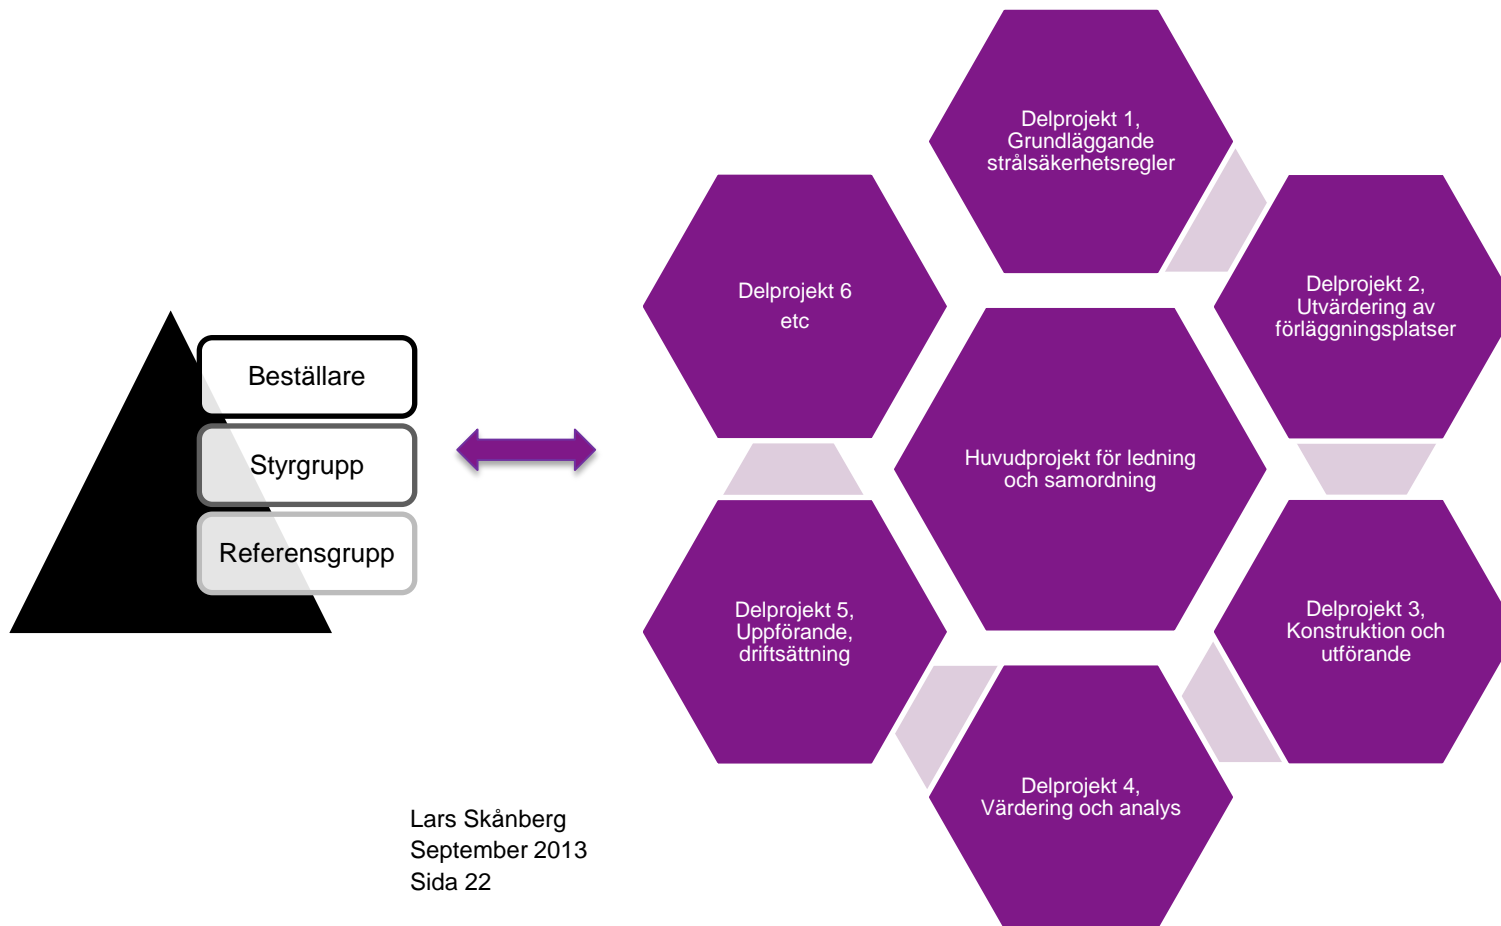 Beställare
Styrgrupp
Referensgrupp
Delprojekt 1,
Grundläggande
strålsäkerhetsregler
Delprojekt 2,
Utvärdering av
förläggningsplatser
Delprojekt 6
etc
Huvudprojekt för ledning
och samordning
Delprojekt 5,
Uppförande,
driftsättning
Delprojekt 3,
Konstruktion och
utförande
Delprojekt 4,
Värdering och analys
Lars Skånberg
September 2013
Sida 22